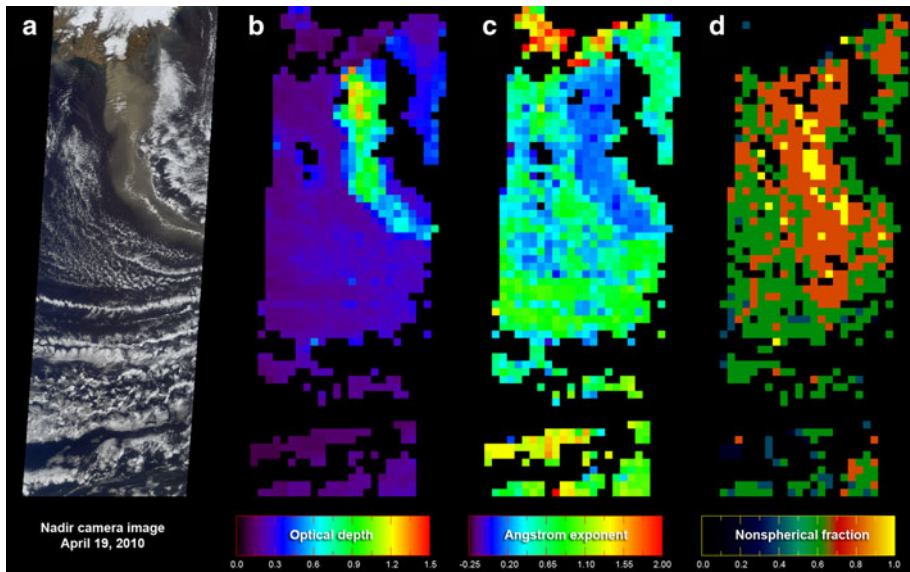 a
b
c
d
Nadir camera image
April 19, 2010
Optical depth
0.0 0.3 0.6 0.9 1.2 1.5
Angstrom exponent
-0.25 0.20 0.65 1.10 1.55 2.00
Nonspherical fraction
0.0 0.2 0.4 0.6 0.8 1.0